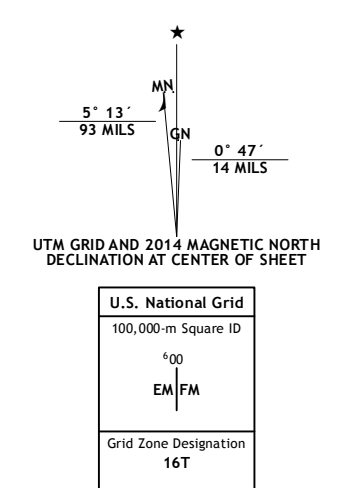 ★
MN.
5° 13´
93 MILS
GN
0° 47´
14 MILS
UTM GRID AND 2014 MAGNETIC NORTH
DECLINATION AT CENTER OF SHEET
U.S. National Grid
100,000-m Square ID
⁶00
EM FM
Grid Zone Designation
16T